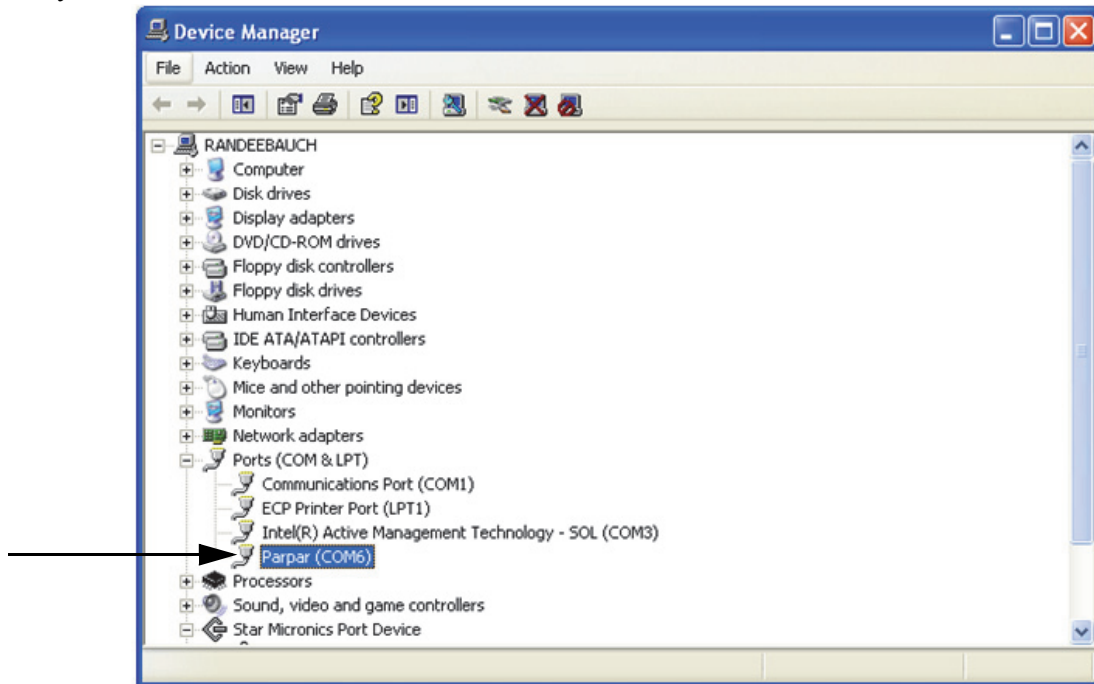 Device Manager
File Action View Help
RANDEEBAUCH
Computer
Disk drives
Display adapters
DVD/CD-ROM drives
Floppy disk controllers
Floppy disk drives
Human Interface Devices
IDE ATA/ATAPI controllers
Keyboards
Mice and other pointing devices
Monitors
Network adapters
Ports (COM & LPT)
Communications Port (COM1)
ECP Printer Port (LPT1)
Intel(R) Active Management Technology - SOL (COM3)
Parpar (COM6)
Processors
Sound, video and game controllers
Star Micronics Port Device